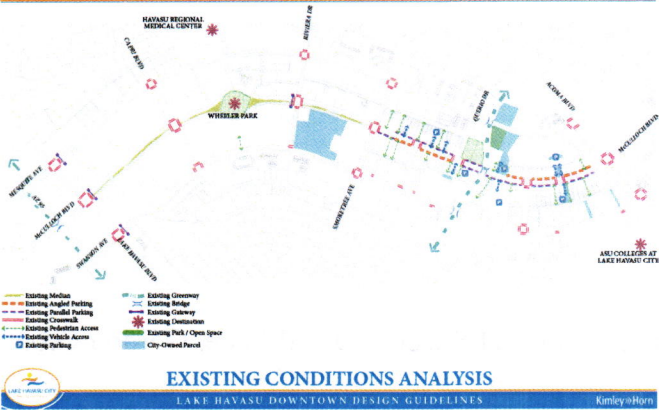 HAVASU REGIONAL
MEDICAL CENTER
RIVIERA DR
CAPRI BLVD
WHEELER PARK
QUERIO DR
ACOMA BLVD
McCULLOCH BLVD
MESQUITE AVE
McCULLOCH BLVD
SWANSON AVE
LAKE HAVASU BLVD
SMOKETREE AVE
ASU COLLEGES AT
LAKE HAVASU CITY
Existing Median
Existing Angled Parking
Existing Parallel Parking
Existing Crosswalk
Existing Pedestrian Access
Existing Vehicle Access
P Existing Parking
Existing Greenway
Existing Bridge
Existing Gateway
Existing Destination
Existing Park / Open Space
City-Owned Parcel
LAKE HAVASU CITY
EXISTING CONDITIONS ANALYSIS
LAKE HAVASU DOWNTOWN DESIGN GUIDELINES
Kimley»Horn